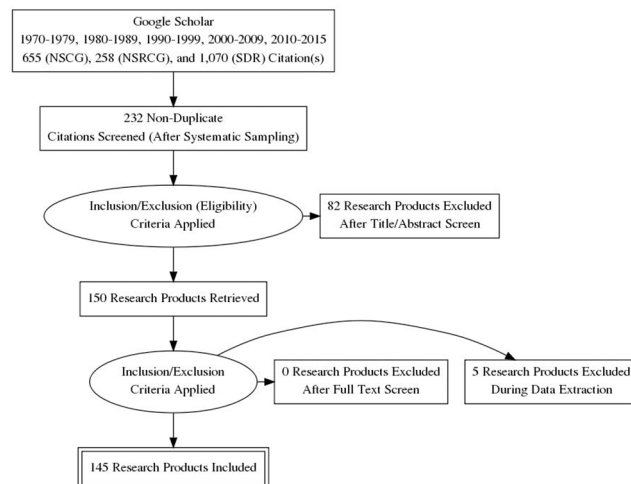 Google Scholar
1970-1979, 1980-1989, 1990-1999, 2000-2009, 2010-2015
655 (NSCG), 258 (NSRCG), and 1,070 (SDR) Citation(s)
232 Non-Duplicate
Citations Screened (After Systematic Sampling)
Inclusion/Exclusion (Eligibility)
Criteria Applied
82 Research Products Excluded
After Title/Abstract Screen
150 Research Products Retrieved
Inclusion/Exclusion
Criteria Applied
0 Research Products Excluded
After Full Text Screen
5 Research Products Excluded
During Data Extraction
145 Research Products Included